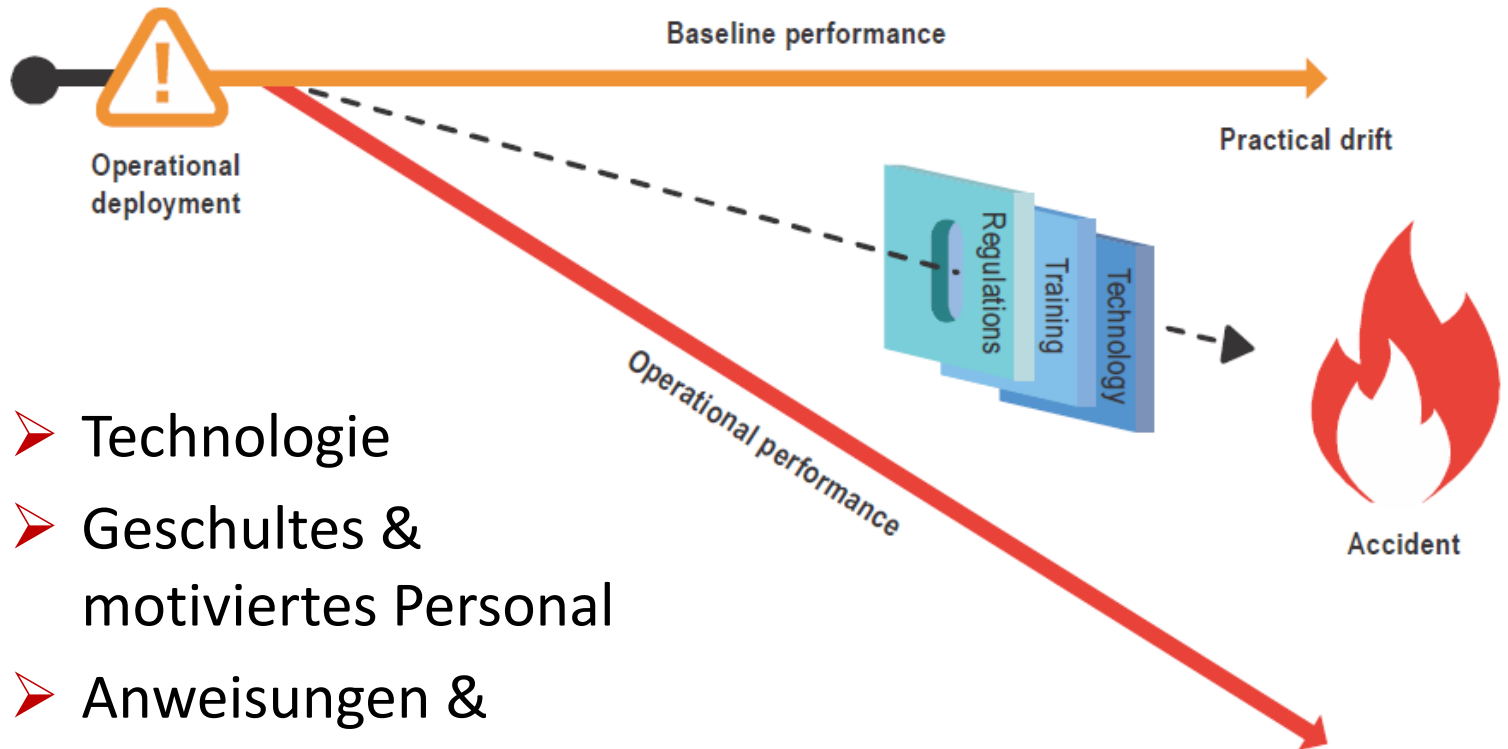 Baseline performance
Practical drift
Operational
deployment
Regulations
Training
Technology
Operational performance
Accident
Technologie
Geschultes &
motiviertes Personal
Anweisungen &